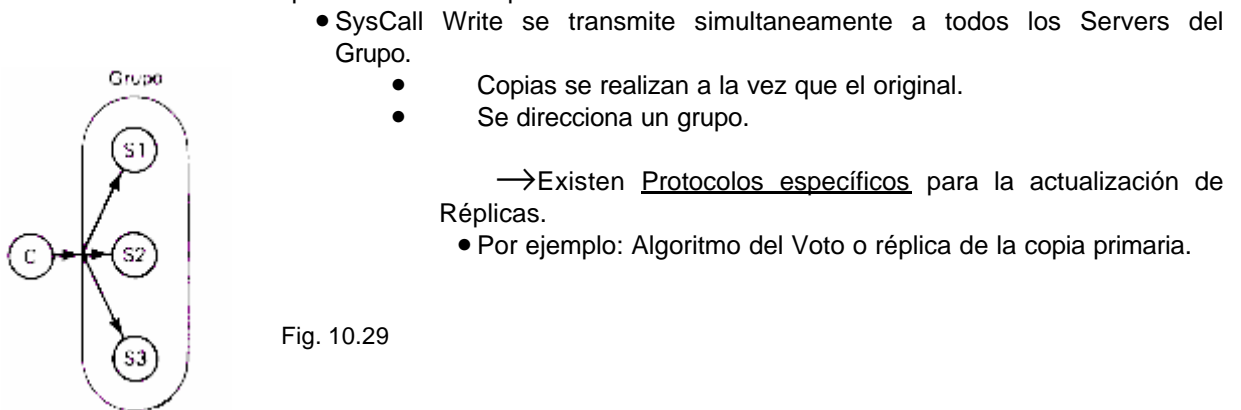 ● SysCall Write se transmite simultaneamente a todos los Servers del
Grupo.
● Copias se realizan a la vez que el original.
● Se direcciona un grupo.
→Existen Protocolos específicos para la actualización de
Réplicas.
● Por ejemplo: Algoritmo del Voto o réplica de la copia primaria.
Grupo
S1
C
S2
S3
Fig. 10.29